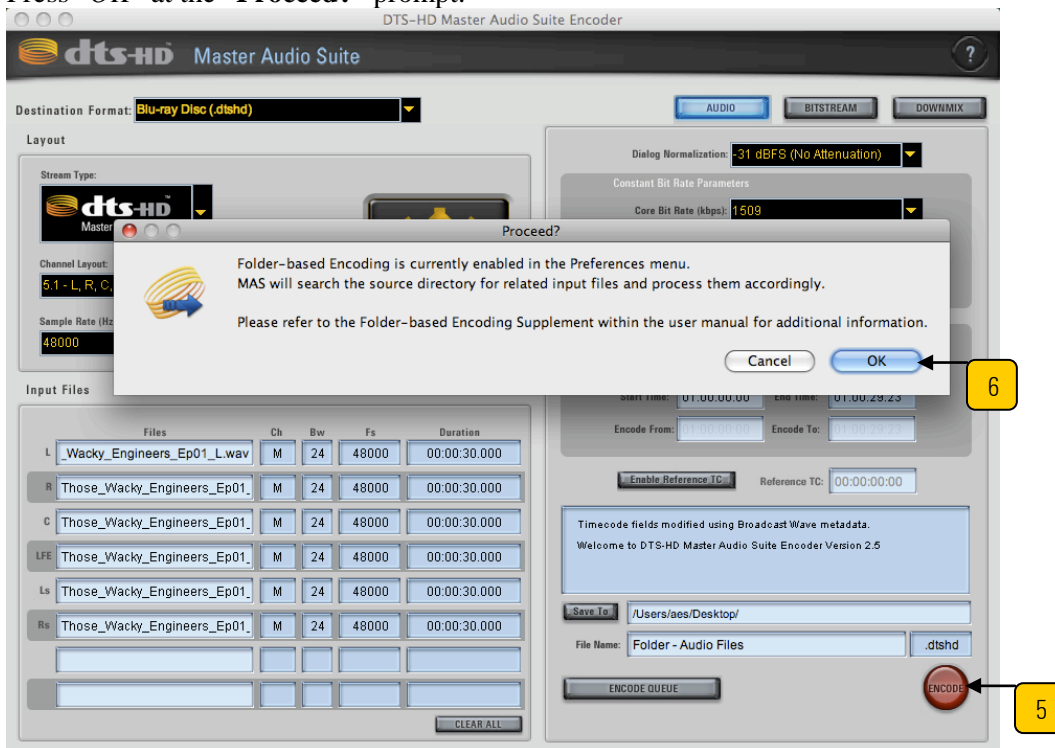 Press "OK" at the "Proceed?" prompt.
DTS-HD Master Audio Suite Encoder
dts-HD Master Audio Suite
?
Destination Format: Blu-ray Disc (.dtshd)
AUDIO BITSTREAM DOWNMIX
Layout
Dialog Normalization: -31 dBFS (No Attenuation)
Stream Type:
Constant Bit Rate Parameters
dts-HD
Core Bit Rate (kbps): 1509
Master
Proceed?
Folder-based Encoding is currently enabled in the Preferences menu.
MAS will search the source directory for related input files and process them accordingly.
Please refer to the Folder-based Encoding Supplement within the user manual for additional information.
Cancel OK
6
Channel Layout:
5.1 - L, R, C,
Sample Rate (Hz
48000
Input Files
Start Time: 01:00:00:00 End Time: 01:00:29:23
Encode From: 01:00:00:00 Encode To: 01:00:29:23
Files Ch Bw Fs Duration
L _Wacky_Engineers_Ep01_L.wav M 24 48000 00:00:30.000
R Those_Wacky_Engineers_Ep01_ M 24 48000 00:00:30.000
C Those_Wacky_Engineers_Ep01_ M 24 48000 00:00:30.000
LFE Those_Wacky_Engineers_Ep01_ M 24 48000 00:00:30.000
Ls Those_Wacky_Engineers_Ep01_ M 24 48000 00:00:30.000
Rs Those_Wacky_Engineers_Ep01_ M 24 48000 00:00:30.000
CLEAR ALL
Enable Reference TC Reference TC: 00:00:00:00
Timecode fields modified using Broadcast Wave metadata.
Welcome to DTS-HD Master Audio Suite Encoder Version 2.5
Save To /Users/aes/Desktop/
File Name: Folder - Audio Files .dtshd
ENCODE QUEUE ENCODE
5